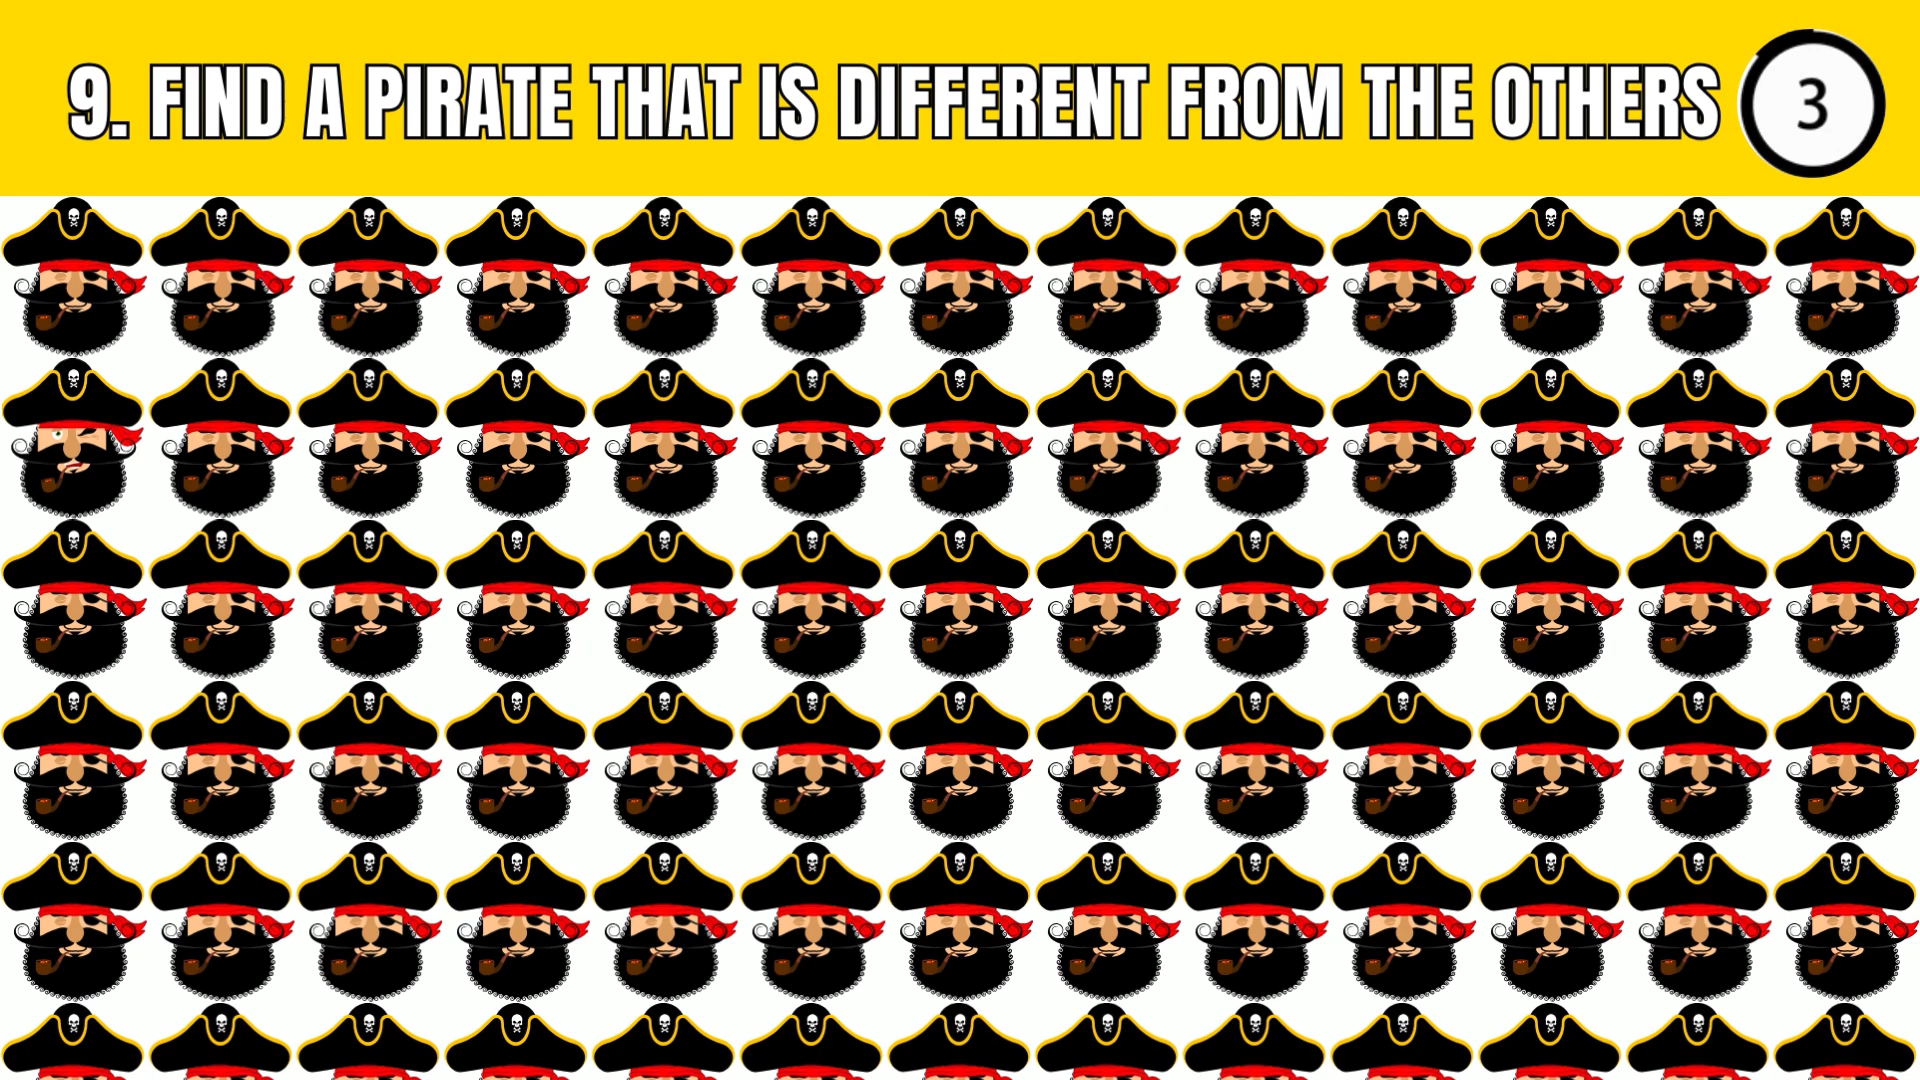 9. FIND A PIRATE THAT IS DIFFERENT FROM THE OTHERS 3